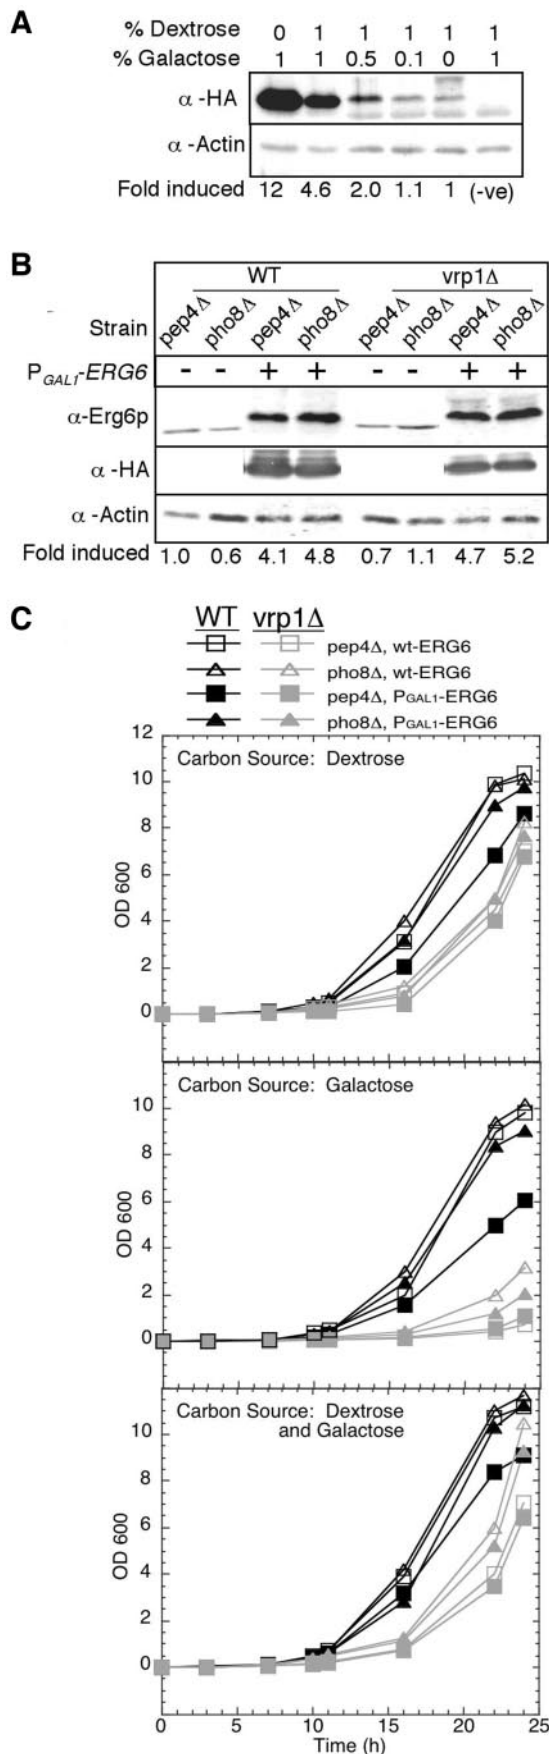 A
% Dextrose 0 1 1 1 1 1
% Galactose 1 1 0.5 0.1 0 1
α -HA
α -Actin
Fold induced 12 4.6 2.0 1.1 1 (-ve)
B
WT vrp1Δ
Strain pep4Δ pho8Δ pep4Δ pho8Δ pep4Δ pho8Δ pep4Δ pho8Δ
PGAL1-ERG6 - - + + - - + +
α-Erg6p
α -HA
α -Actin
Fold induced 1.0 0.6 4.1 4.8 0.7 1.1 4.7 5.2
C
WT vrp1Δ
pep4Δ, wt-ERG6
pho8Δ, wt-ERG6
pep4Δ, PGAL1-ERG6
pho8Δ, PGAL1-ERG6
12
Carbon Source: Dextrose
10
8
6
4
2
0
OD 600
Carbon Source: Galactose
10
8
6
4
2
0
OD 600
Carbon Source: Dextrose
and Galactose
10
8
6
4
2
0
OD 600
0 5 10 15 20 25
Time (h)